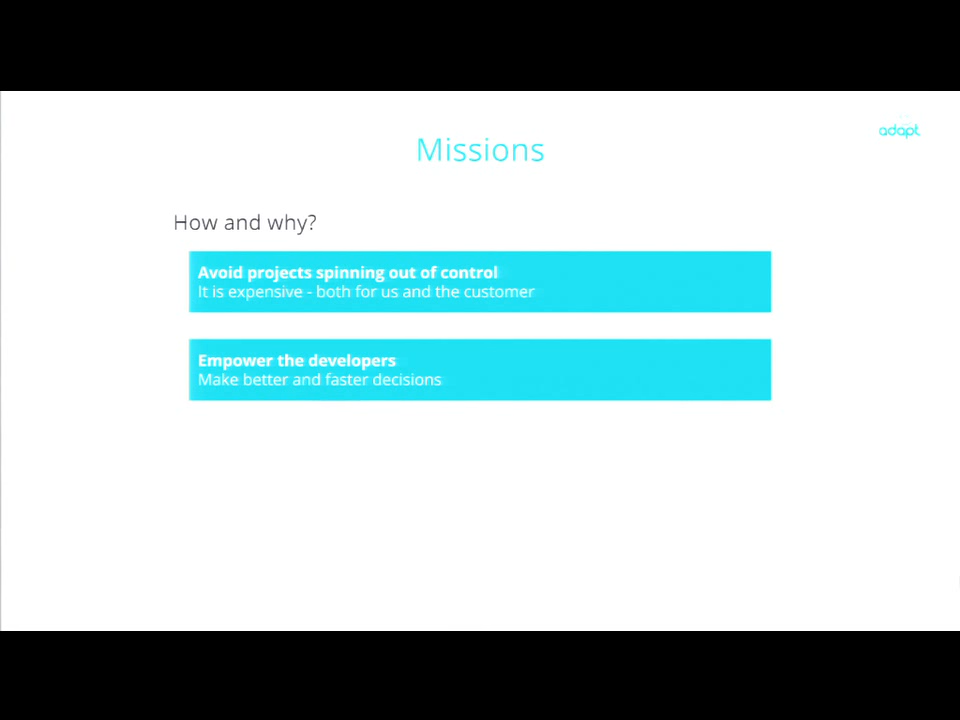 adapt
Missions
How and why?
Avoid projects spinning out of control
It is expensive - both for us and the customer
Empower the developers
Make better and faster decisions